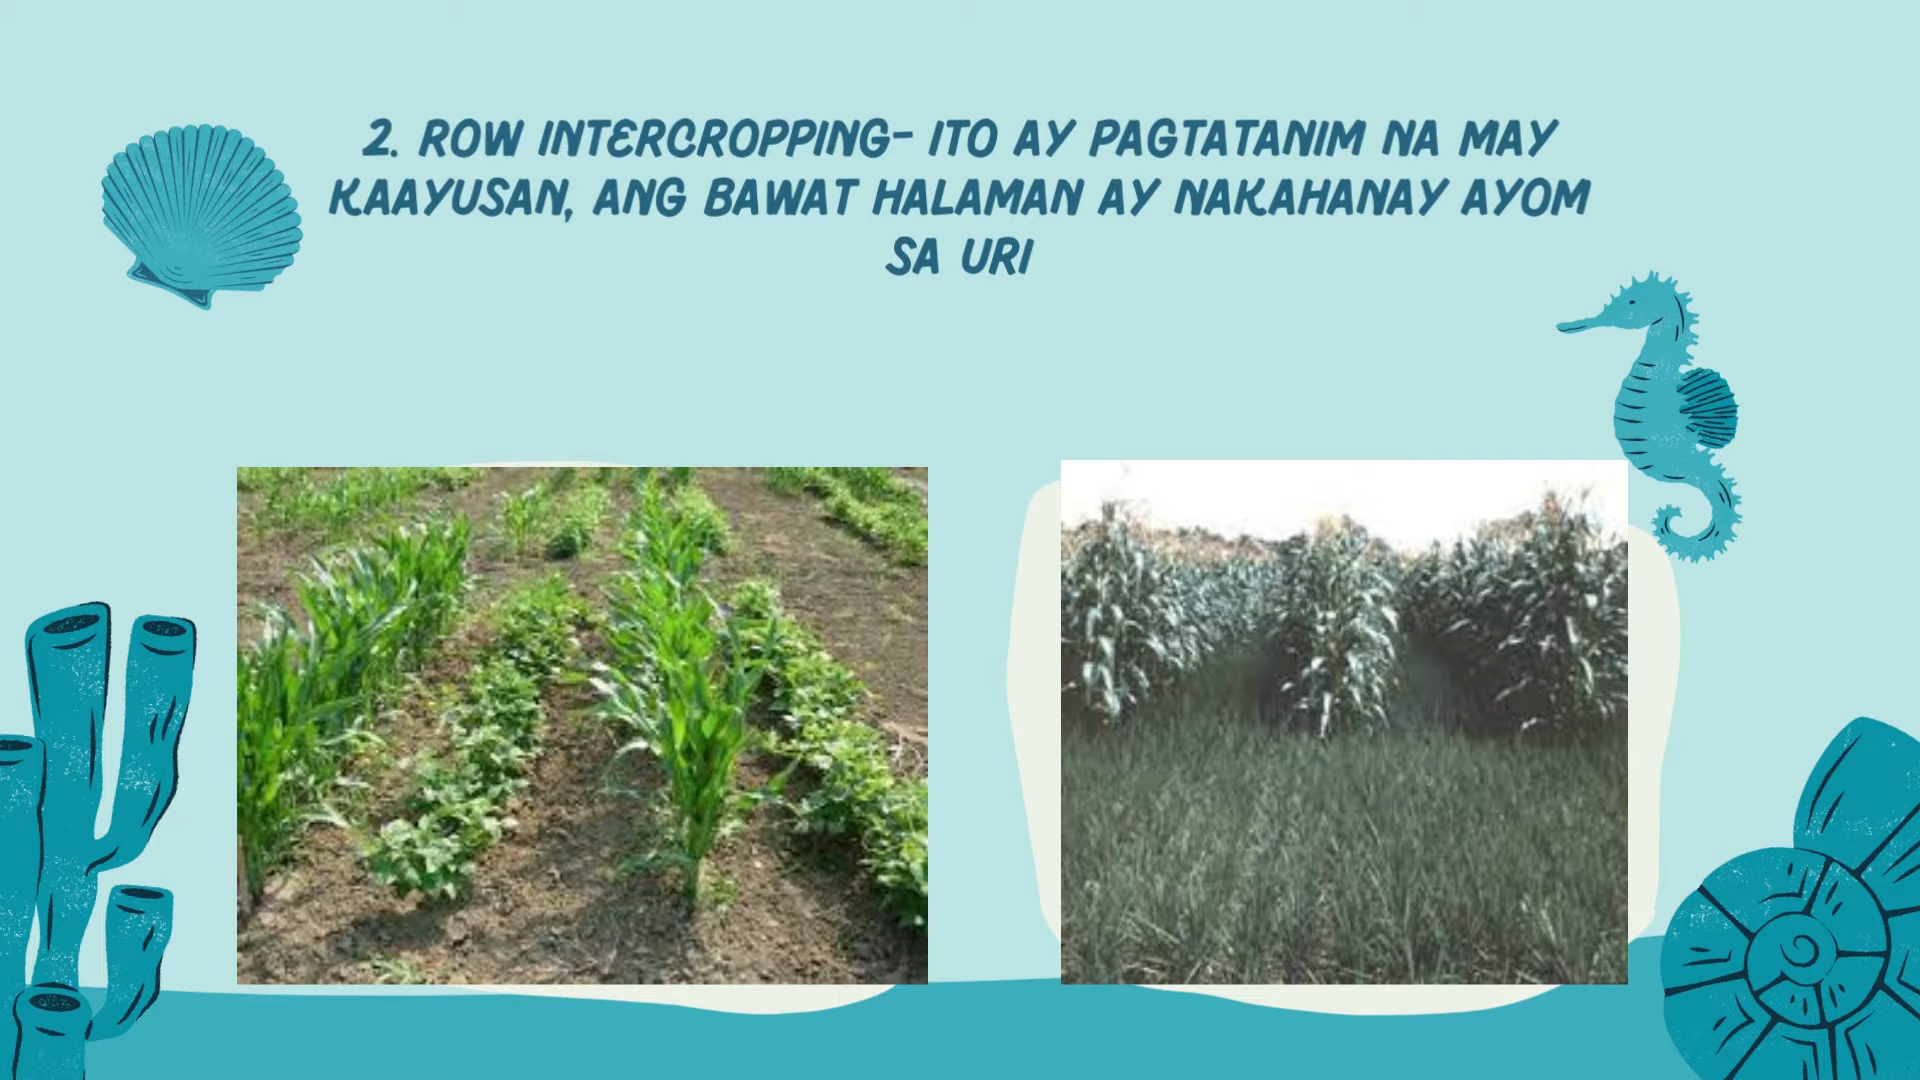 2. ROW INTERCROPPING- ITO AY PAGTATANIM NA MAY
KAAYUSAN, ANG BAWAT HALAMAN AY NAKAHANAY AYOM
SA URI